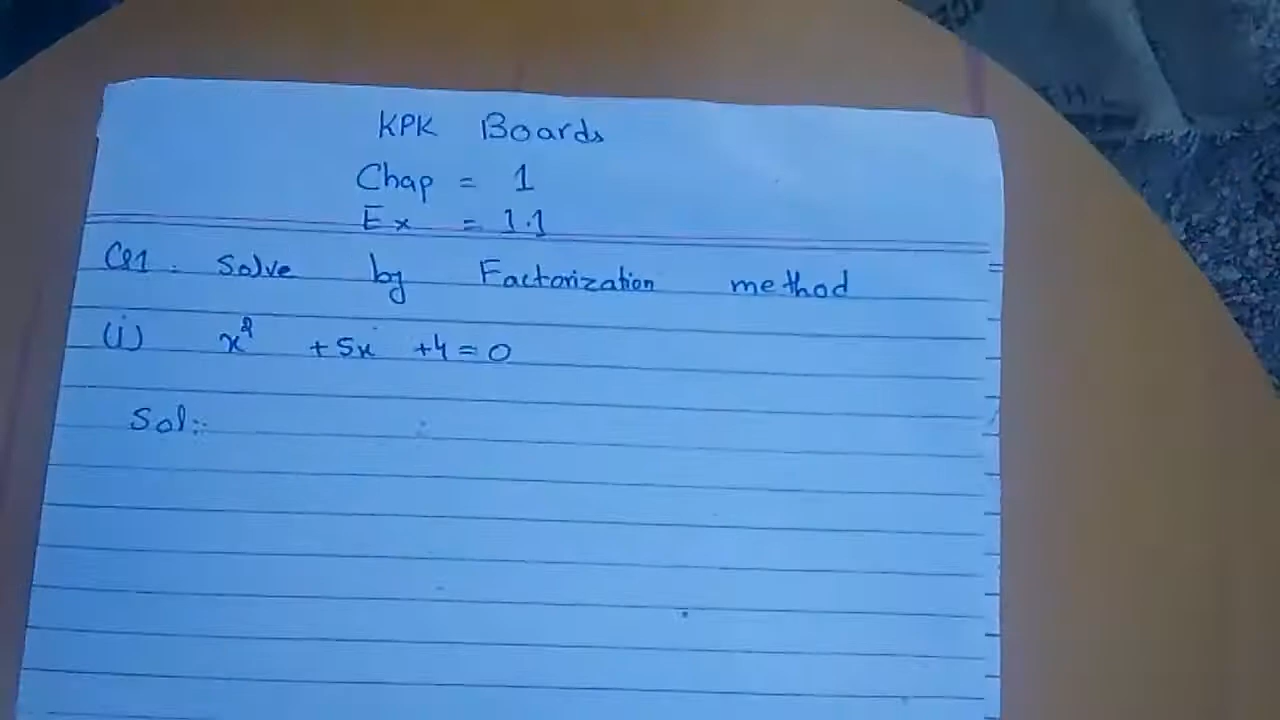 KPK Boards
Chap = 1
Ex = 1.1
Q1. Solve by Factorization method
(i) x² +5x +4=0
Sol::